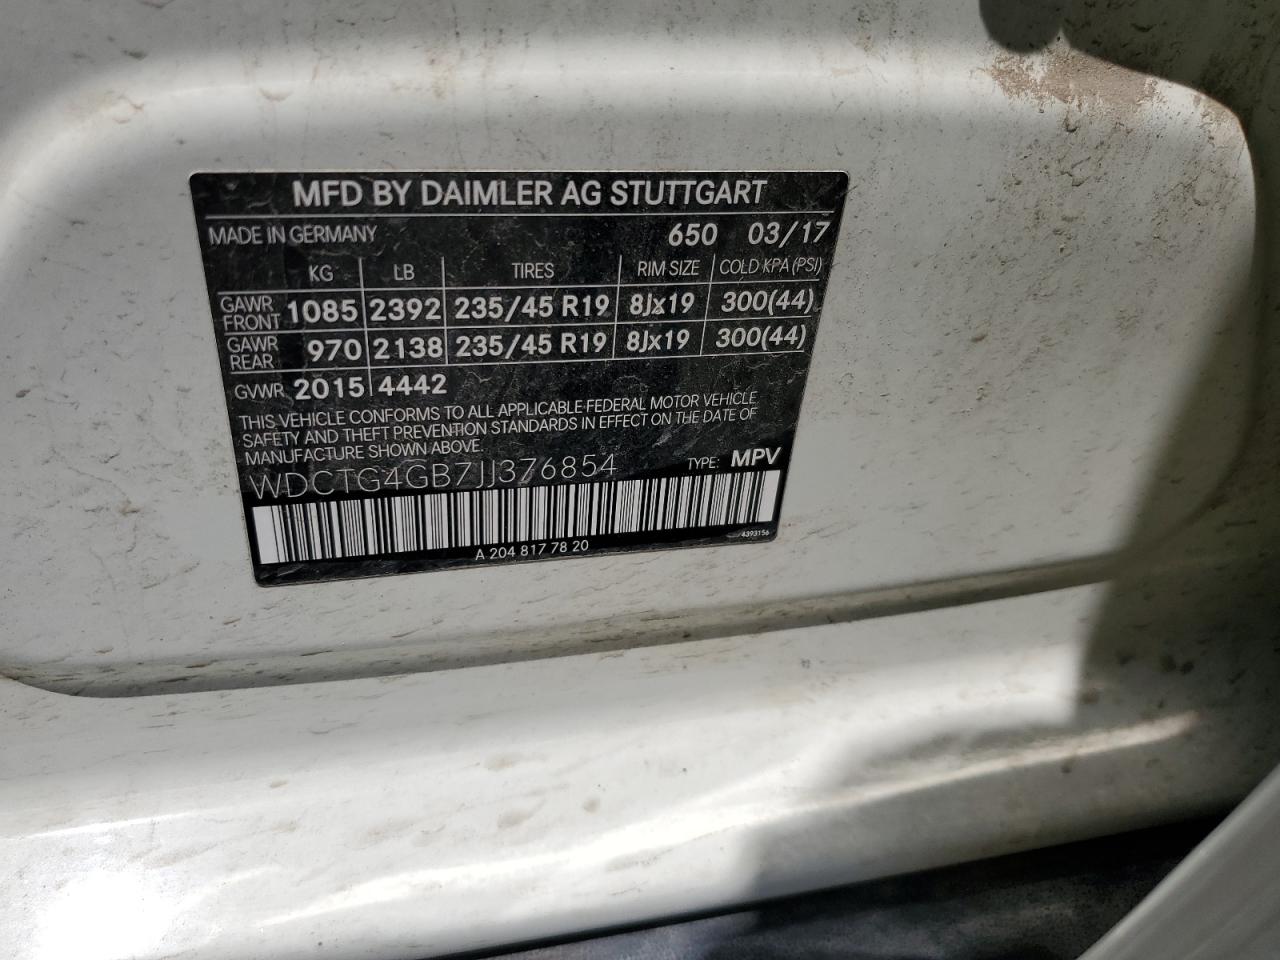 MFD BY DAIMLER AG STUTTGART
MADE IN GERMANY 650 03/17
KG LB TIRES RIM SIZE COLD KPA (PSI)
GAWR FRONT 1085 2392 235/45 R19 8Jx19 300(44)
GAWR REAR 970 2138 235/45 R19 8Jx19 300(44)
GVWR 2015 4442
THIS VEHICLE CONFORMS TO ALL APPLICABLE FEDERAL MOTOR VEHICLE
SAFETY AND THEFT PREVENTION STANDARDS IN EFFECT ON THE DATE OF
MANUFACTURE SHOWN ABOVE.
WDCTG4GB7JJ376854 TYPE: MPV
A 204 817 78 20 4393156